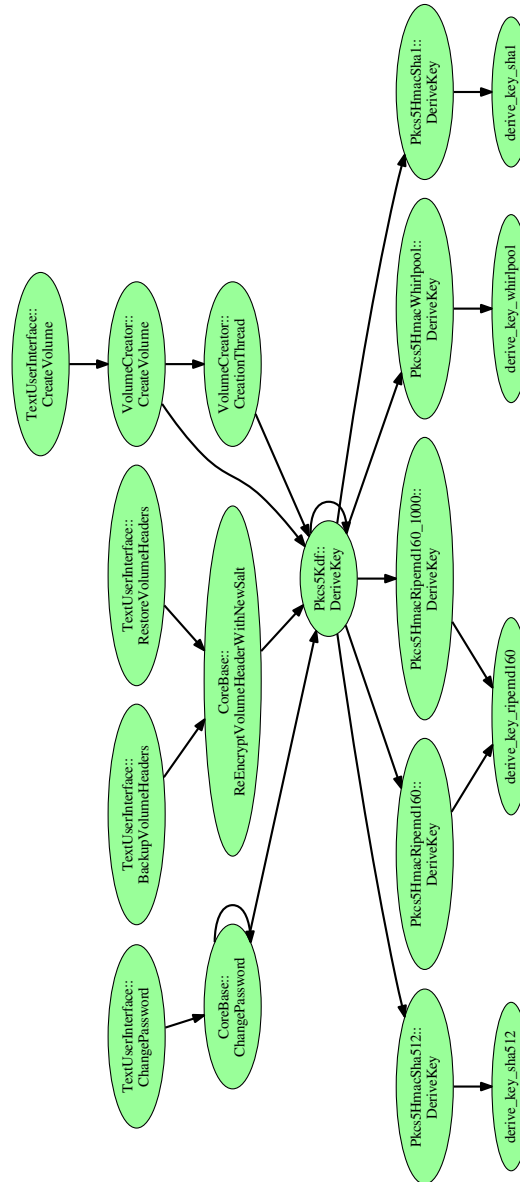 TextUserInterface::
CreateVolume
VolumeCreator::
CreateVolume
VolumeCreator::
CreationThread
TextUserInterface::
RestoreVolumeHeaders
TextUserInterface::
BackupVolumeHeaders
CoreBase::
ReEncryptVolumeHeaderWithNewSalt
TextUserInterface::
ChangePassword
CoreBase::
ChangePassword
Pkcs5Kdf::
DeriveKey
Pkcs5HmacSha1::
DeriveKey
derive_key_sha1
Pkcs5HmacWhirlpool::
DeriveKey
derive_key_whirlpool
Pkcs5HmacRipemd160_1000::
DeriveKey
Pkcs5HmacRipemd160::
DeriveKey
derive_key_ripemd160
Pkcs5HmacSha512::
DeriveKey
derive_key_sha512